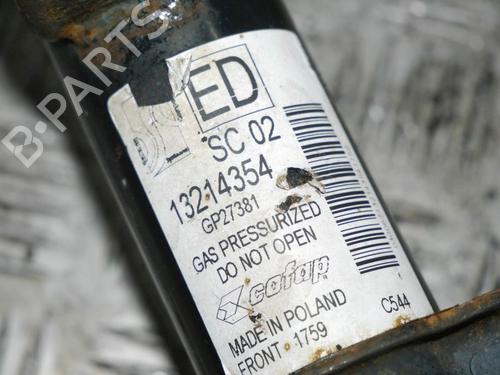 ED
SC 02
13214354
GP27381
GAS PRESSURIZED
DO NOT OPEN
cofap
MADE IN POLAND
FRONT 1759
C544
B-PARTS